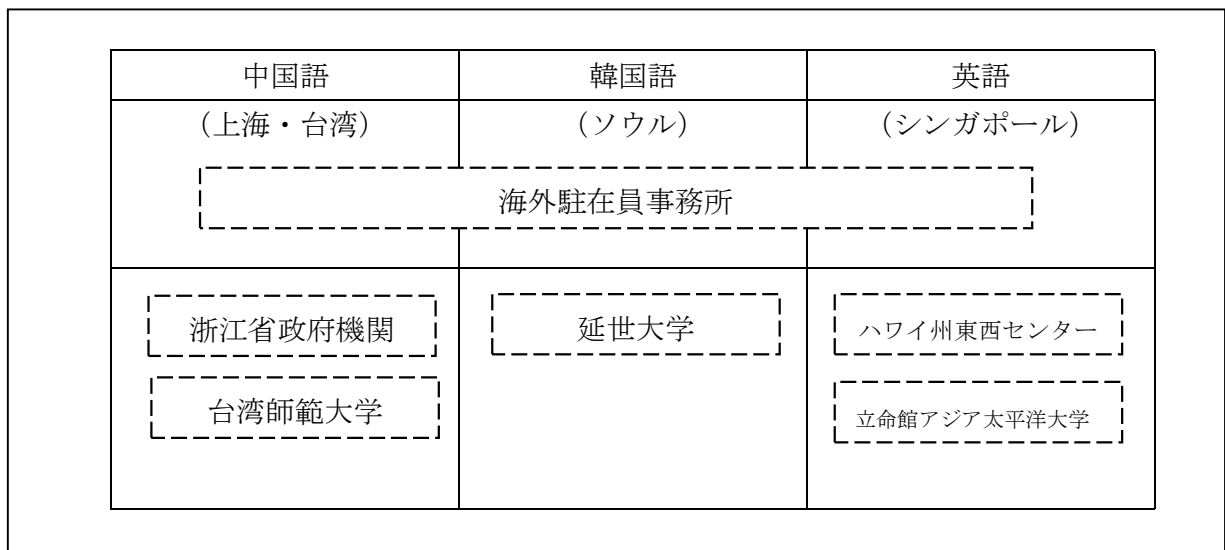 中国語
韓国語
英語
（上海・台湾）
（ソウル）
（シンガポール）
海外駐在員事務所
浙江省政府機関
延世大学
ハワイ州東西センター
台湾師範大学
立命館アジア太平洋大学